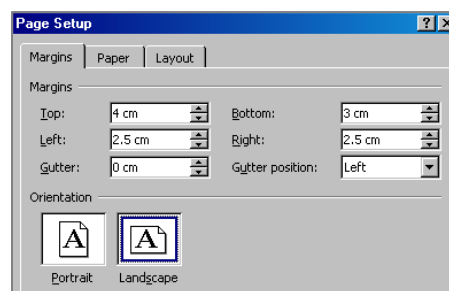 Page Setup
Margins Paper Layout
Margins
Top: 4 cm Bottom: 3 cm
Left: 2.5 cm Right: 2.5 cm
Gutter: 0 cm Gutter position: Left
Orientation
A A
Portrait Landscape